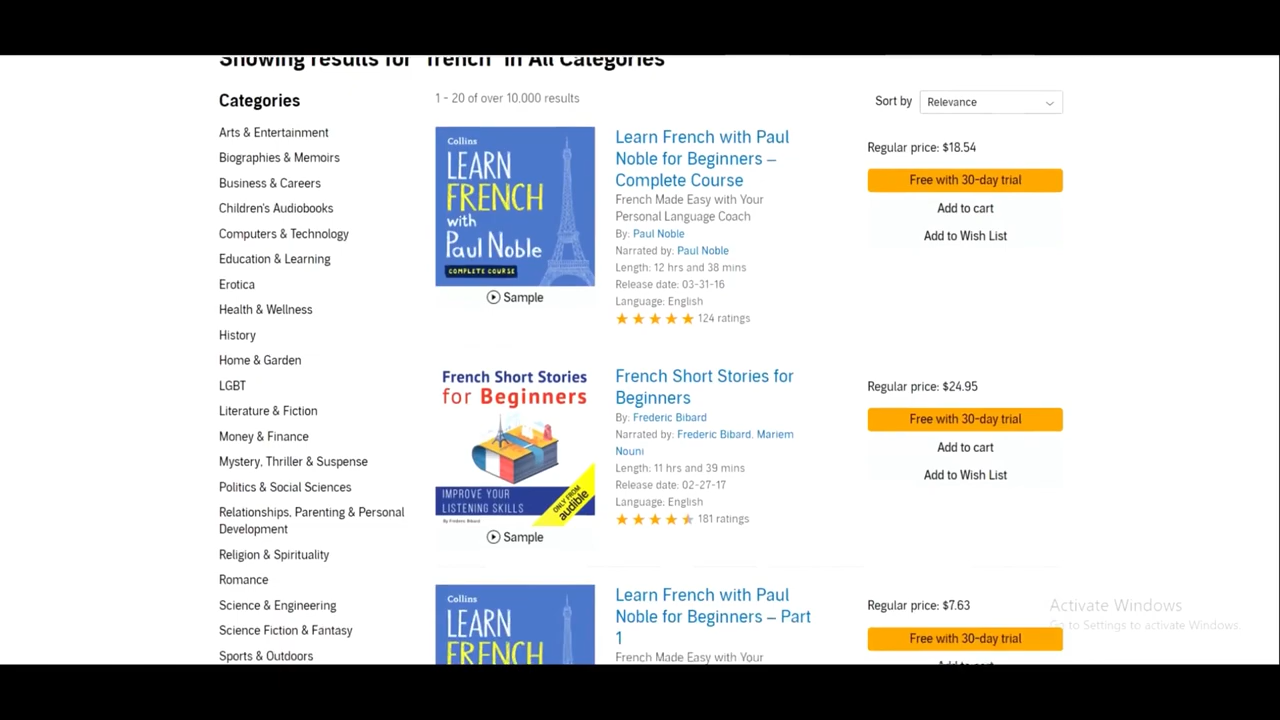 Showing results for "french" in All Categories
Categories
Arts & Entertainment
Biographies & Memoirs
Business & Careers
Children's Audiobooks
Computers & Technology
Education & Learning
Erotica
Health & Wellness
History
Home & Garden
LGBT
Literature & Fiction
Money & Finance
Mystery, Thriller & Suspense
Politics & Social Sciences
Relationships, Parenting & Personal
Development
Religion & Spirituality
Romance
Science & Engineering
Science Fiction & Fantasy
Sports & Outdoors
1 - 20 of over 10,000 results
Sort by
Relevance
Collins
LEARN
FRENCH
with
Paul Noble
COMPLETE COURSE
Sample
Learn French with Paul
Noble for Beginners –
Complete Course
French Made Easy with Your
Personal Language Coach
By: Paul Noble
Narrated by: Paul Noble
Length: 12 hrs and 38 mins
Release date: 03-31-16
Language: English
124 ratings
Regular price: $18.54
Free with 30-day trial
Add to cart
Add to Wish List
French Short Stories
for Beginners
IMPROVE YOUR
LISTENING SKILLS
By Frederic Bibard
ONLY FROM
audible
Sample
French Short Stories for
Beginners
By: Frederic Bibard
Narrated by: Frederic Bibard, Mariem
Nouni
Length: 11 hrs and 39 mins
Release date: 02-27-17
Language: English
181 ratings
Regular price: $24.95
Free with 30-day trial
Add to cart
Add to Wish List
Collins
LEARN
FRENCH
Learn French with Paul
Noble for Beginners – Part
1
French Made Easy with Your
Regular price: $7.63
Free with 30-day trial
Add to cart
Activate Windows
Go to Settings to activate Windows.